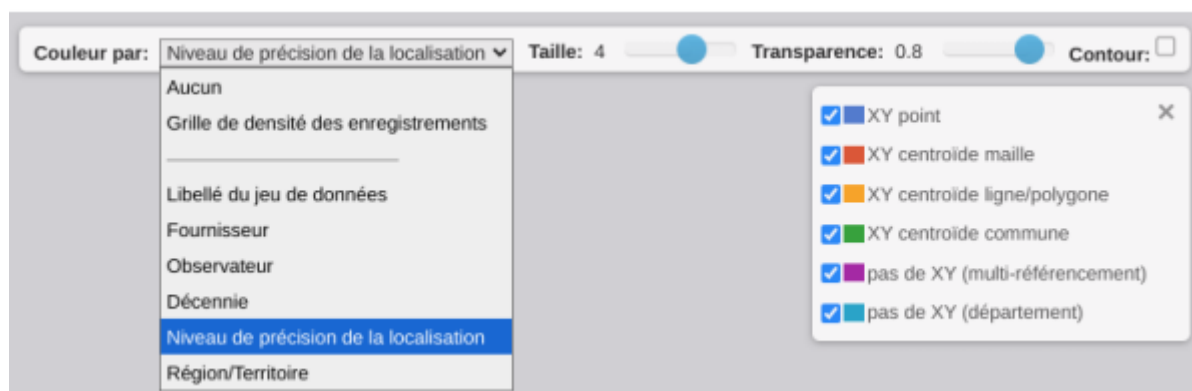 Couleur par: Niveau de précision de la localisation Taille: 4 Transparence: 0.8 Contour:
Aucun
Grille de densité des enregistrements
Libellé du jeu de données
Fournisseur
Observateur
Décennie
Niveau de précision de la localisation
Région/Territoire
XY point
XY centroïde maille
XY centroïde ligne/polygone
XY centroïde commune
pas de XY (multi-référencement)
pas de XY (département)